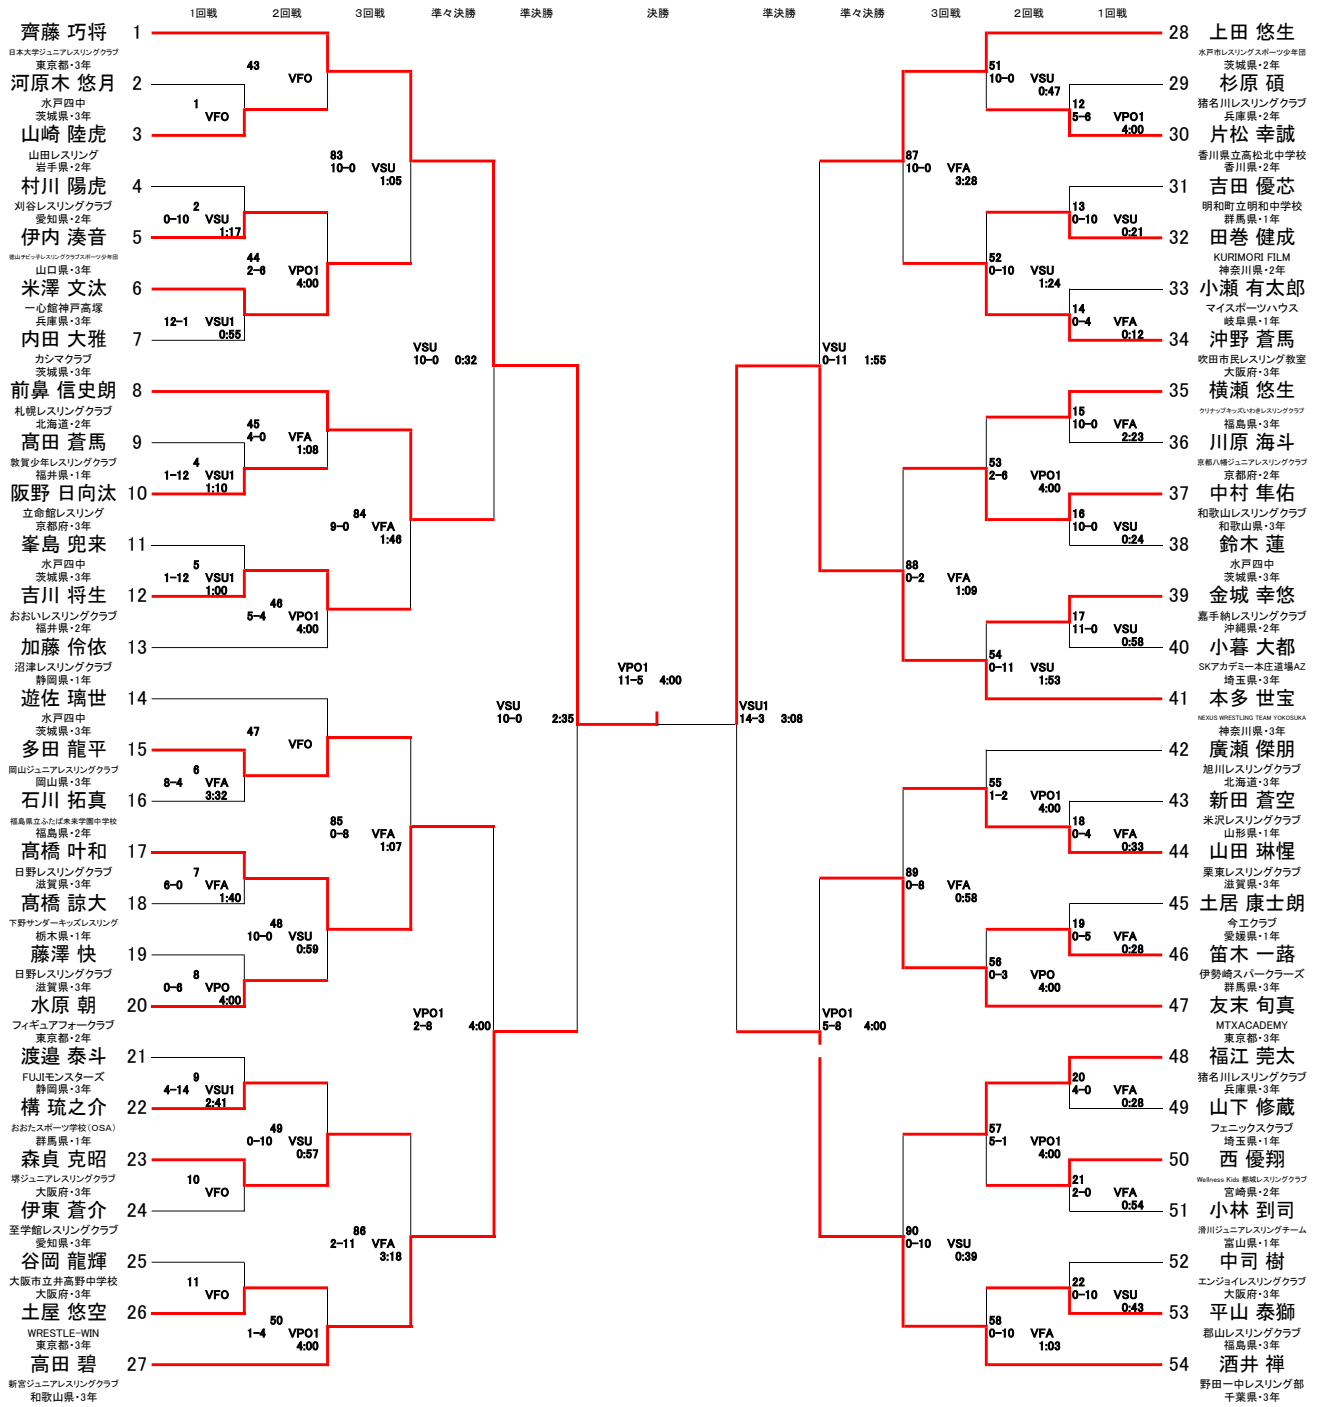 1回戦 2回戦 3回戦 準々決勝 準決勝 決勝 準決勝 準々決勝 3回戦 2回戦 1回戦
齊藤 巧将 1
日本大学ジュニアレスリングクラブ
東京都・3年
河原木 悠月 2
水戸四中
茨城県・3年
山崎 陸虎 3
山田レスリング
岩手県・2年
村川 陽虎 4
刈谷レスリングクラブ
愛知県・2年
伊内 湊音 5
徳山チビッ子レスリングクラブスポーツ少年団
山口県・3年
米澤 文汰 6
一心館神戸高塚
兵庫県・3年
内田 大雅 7
カシマクラブ
茨城県・3年
前鼻 信史朗 8
札幌レスリングクラブ
北海道・2年
髙田 蒼馬 9
敦賀少年レスリングクラブ
福井県・1年
阪野 日向汰 10
立命館レスリング
京都府・3年
峯島 兜来 11
水戸四中
茨城県・3年
吉川 将生 12
おおいレスリングクラブ
福井県・2年
加藤 伶依 13
沼津レスリングクラブ
静岡県・1年
遊佐 璃世 14
水戸四中
茨城県・3年
多田 龍平 15
岡山ジュニアレスリングクラブ
岡山県・3年
石川 拓真 16
福島県立ふたば未来学園中学校
福島県・2年
髙橋 叶和 17
日野レスリングクラブ
滋賀県・3年
髙橋 諒大 18
下野サンダーキッズレスリング
栃木県・1年
藤澤 快 19
日野レスリングクラブ
滋賀県・3年
水原 朝 20
フィギュアフォークラブ
東京都・2年
渡邉 泰斗 21
FUJIモンスターズ
静岡県・3年
構 琉之介 22
おおたスポーツ学校(OSA)
群馬県・1年
森貞 克昭 23
堺ジュニアレスリングクラブ
大阪府・3年
伊東 蒼介 24
至学館レスリングクラブ
愛知県・3年
谷岡 龍輝 25
大阪市立井高野中学校
大阪府・3年
土屋 悠空 26
WRESTLE-WIN
東京都・3年
高田 碧 27
新宮ジュニアレスリングクラブ
和歌山県・3年
1
VFO
2
0-10 VSU
1:17
12-1 VSU1
0:55
4
1-12 VSU1
1:10
5
1-12 VSU1
1:00
6
8-4 VFA
3:32
7
6-0 VFA
1:40
8
0-6 VPO
4:00
9
4-14 VSU1
2:41
10
VFO
11
VFO
43
VFO
44
2-6 VPO1
4:00
45
4-0 VFA
1:08
46
5-4 VPO1
4:00
47
VFO
48
10-0 VSU
0:59
49
0-10 VSU
0:57
50
1-4 VPO1
4:00
83
10-0 VSU
1:05
84
9-0 VFA
1:46
85
0-8 VFA
1:07
86
2-11 VFA
3:18
VSU
10-0 0:32
VPO1
2-8 4:00
VSU
10-0 2:35
VPO1
11-5 4:00
VSU1
14-3 3:08
VSU
0-11 1:55
VPO1
5-8 4:00
87
10-0 VFA
3:28
88
0-2 VFA
1:09
89
0-8 VFA
0:58
90
0-10 VSU
0:39
51
10-0 VSU
0:47
52
0-10 VSU
1:24
53
2-6 VPO1
4:00
54
0-11 VSU
1:53
55
1-2 VPO1
4:00
56
0-3 VPO
4:00
57
5-1 VPO1
4:00
58
0-10 VFA
1:03
12
5-6 VPO1
4:00
13
0-10 VSU
0:21
14
0-4 VFA
0:12
15
10-0 VFA
2:23
16
10-0 VSU
0:24
17
11-0 VSU
0:58
18
0-4 VFA
0:33
19
0-5 VFA
0:28
20
4-0 VFA
0:28
21
2-0 VFA
0:54
22
0-10 VSU
0:43
28 上田 悠生
水戸市レスリングスポーツ少年団
茨城県・2年
29 杉原 碩
猪名川レスリングクラブ
兵庫県・2年
30 片松 幸誠
香川県立高松北中学校
香川県・2年
31 吉田 優芯
明和町立明和中学校
群馬県・1年
32 田巻 健成
KURIMORI FILM
神奈川県・2年
33 小瀬 有太郎
マイスポーツハウス
岐阜県・1年
34 沖野 蒼馬
吹田市民レスリング教室
大阪府・3年
35 横瀬 悠生
クリナップキッズいわきレスリングクラブ
福島県・3年
36 川原 海斗
京都八幡ジュニアレスリングクラブ
京都府・2年
37 中村 隼佑
和歌山レスリングクラブ
和歌山県・3年
38 鈴木 蓮
水戸四中
茨城県・3年
39 金城 幸悠
嘉手納レスリングクラブ
沖縄県・2年
40 小暮 大都
SKアカデミー本庄道場AZ
埼玉県・3年
41 本多 世宝
NEXUS WRESTLING TEAM YOKOSUKA
神奈川県・3年
42 廣瀬 傑朋
旭川レスリングクラブ
北海道・3年
43 新田 蒼空
米沢レスリングクラブ
山形県・1年
44 山田 琳惺
栗東レスリングクラブ
滋賀県・3年
45 土居 康士朗
今工クラブ
愛媛県・1年
46 笛木 一蕗
伊勢崎スパークラーズ
群馬県・3年
47 友末 旬真
MTXACADEMY
東京都・3年
48 福江 莞太
猪名川レスリングクラブ
兵庫県・3年
49 山下 修蔵
フェニックスクラブ
埼玉県・1年
50 西 優翔
Wellness Kids 都城レスリングクラブ
宮崎県・2年
51 小林 到司
滑川ジュニアレスリングチーム
富山県・1年
52 中司 樹
エンジョイレスリングクラブ
大阪府・3年
53 平山 泰獅
郡山レスリングクラブ
福島県・3年
54 酒井 禅
野田一中レスリング部
千葉県・3年